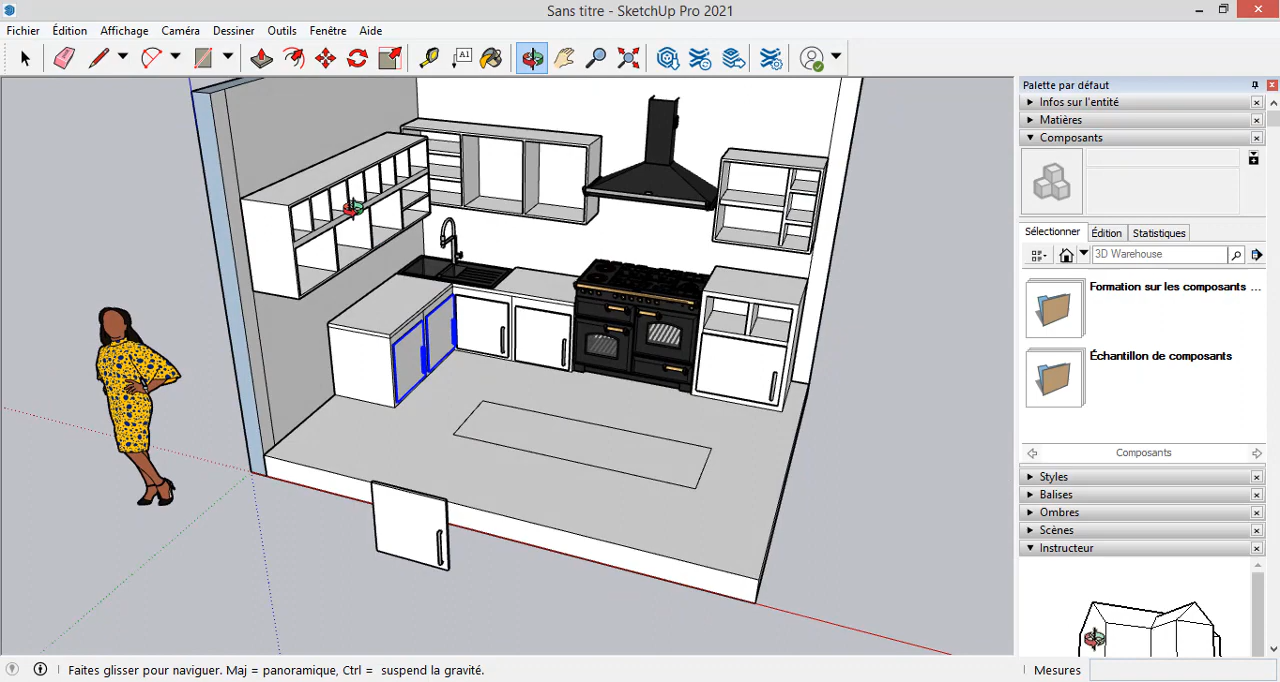 Sans titre - SketchUp Pro 2021
Fichier Édition Affichage Caméra Dessiner Outils Fenêtre Aide
A1
Palette par défaut
Infos sur l'entité
Matières
Composants
Sélectionner Édition Statistiques
3D Warehouse
Formation sur les composants ...
Échantillon de composants
Composants
Styles
Balises
Ombres
Scènes
Instructeur
Faites glisser pour naviguer. Maj = panoramique, Ctrl = suspend la gravité.
Mesures